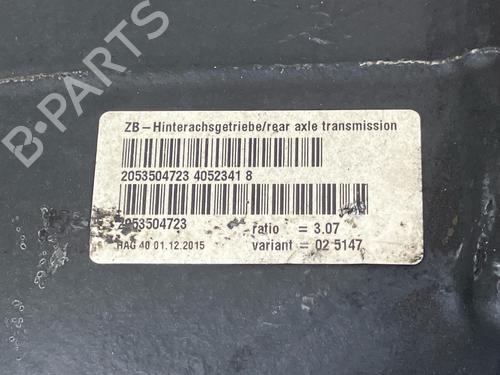 B-PARTS
ZB – Hinterachsgetriebe/rear axle transmission
2053504723 4052341 8
2053504723
ratio = 3.07
HAG 40 01.12.2015
variant = 02 5147